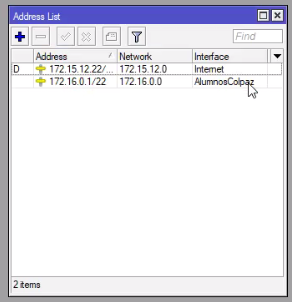 Address List
Find
Address Network Interface
D 172.15.12.22/... 172.15.12.0 Internet
172.16.0.1/22 172.16.0.0 AlumnosColpaz
2 items